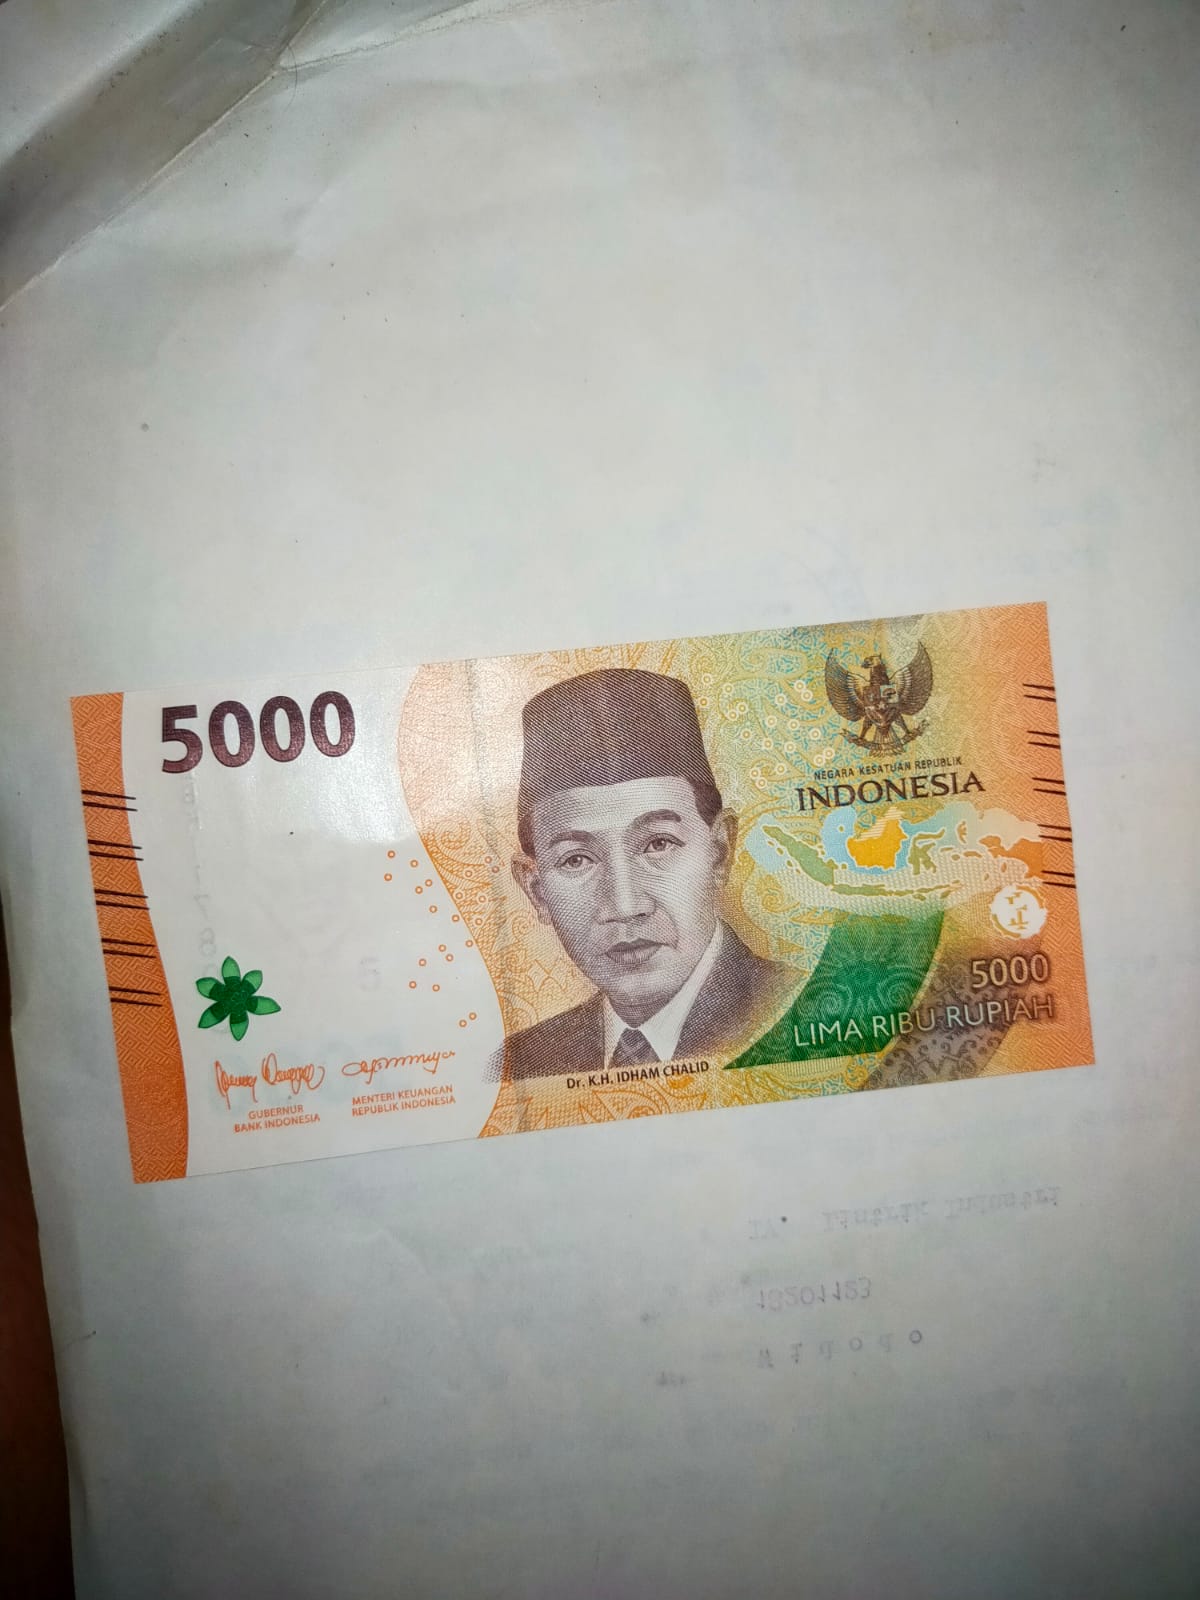 5000
NEGARA KESATUAN REPUBLIK
INDONESIA
5000
LIMA RIBU RUPIAH
Dr. K.H. IDHAM CHALID
GUBERNUR
BANK INDONESIA
MENTERI KEUANGAN
REPUBLIK INDONESIA
18201123
W i d o d o